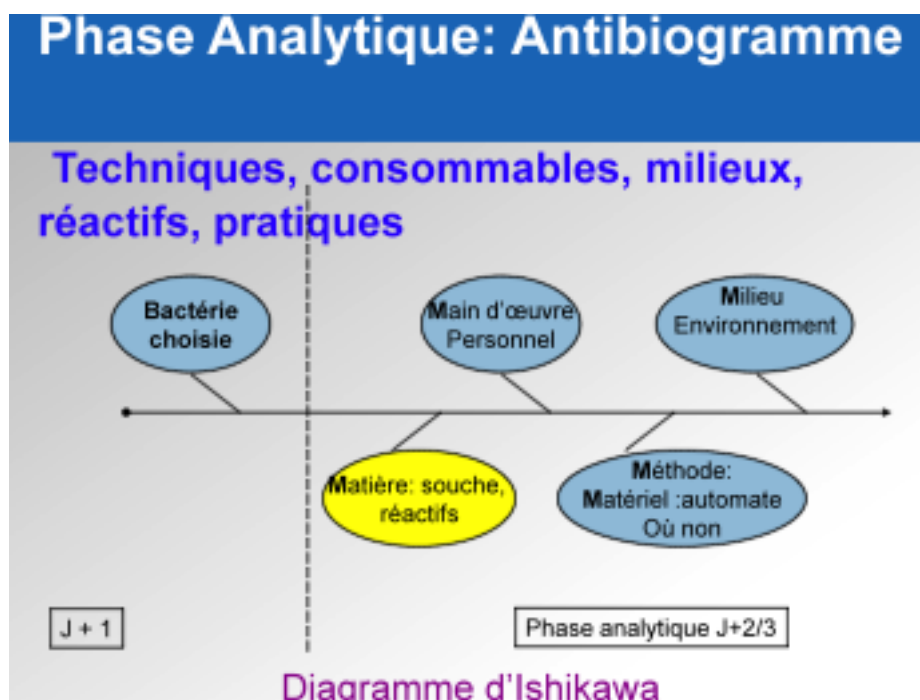 Phase Analytique: Antibiogramme
Techniques, consommables, milieux,
réactifs, pratiques
Bactérie
choisie
Main d'œuvre
Personnel
Milieu
Environnement
Matière: souche,
réactifs
Méthode:
Matériel :automate
Où non
J + 1
Phase analytique J+2/3
Diagramme d'Ishikawa